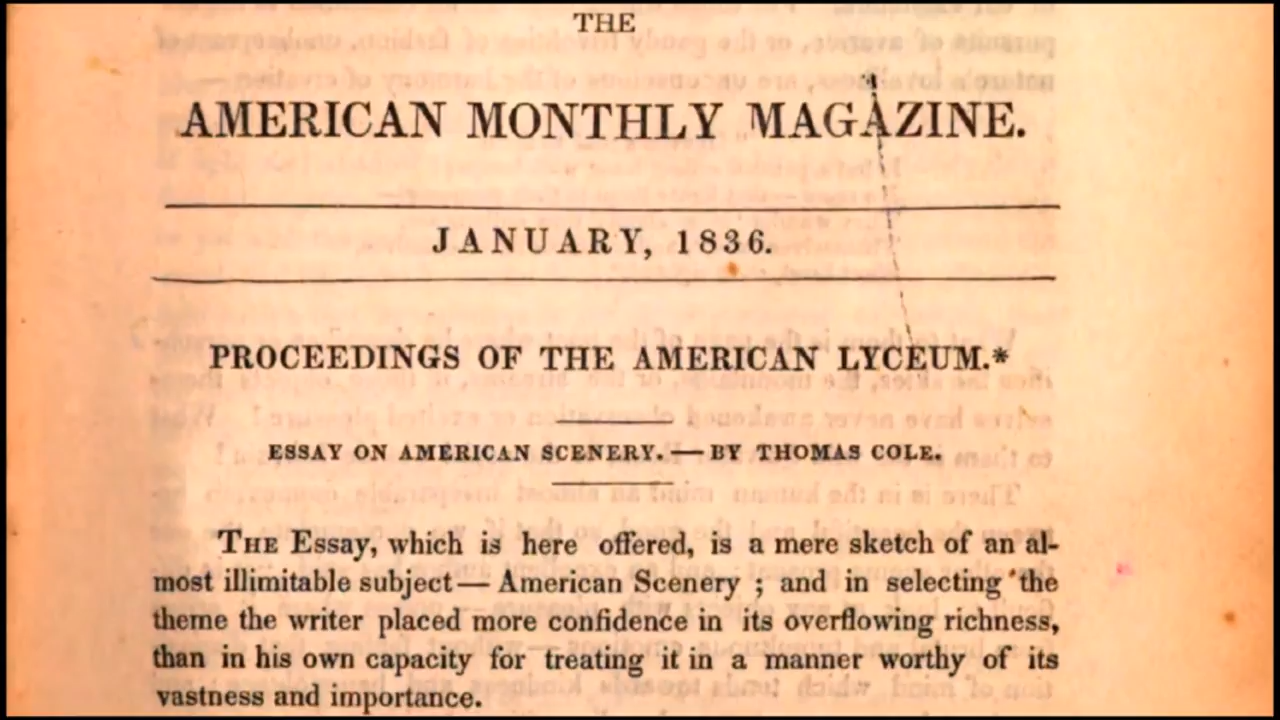 THE
AMERICAN MONTHLY MAGAZINE.
JANUARY, 1836.
PROCEEDINGS OF THE AMERICAN LYCEUM.*
ESSAY ON AMERICAN SCENERY.—BY THOMAS COLE.
THE Essay, which is here offered, is a mere sketch of an al-
most illimitable subject— American Scenery ; and in selecting the
theme the writer placed more confidence in its overflowing richness,
than in his own capacity for treating it in a manner worthy of its
vastness and importance.